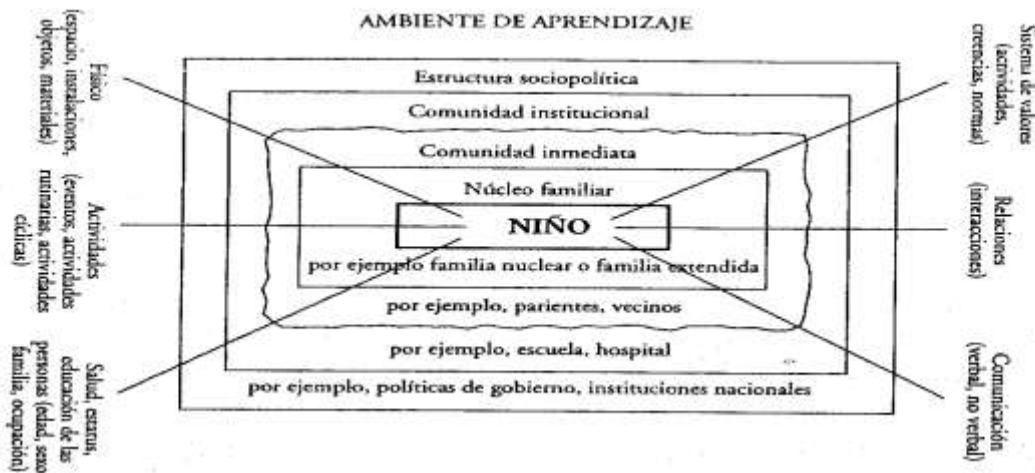 AMBIENTE DE APRENDIZAJE
Físico
(espacio, instalaciones,
objetos, materiales)
Actividades
(eventos, actividades
rutinarias, actividades
cíclicas)
Salud, estatus,
educación de las
personas (edad, sexo
familia, ocupación)
Estructura sociopolítica
Comunidad institucional
Comunidad inmediata
Núcleo familiar
NIÑO
por ejemplo familia nuclear o familia extendida
por ejemplo, parientes, vecinos
por ejemplo, escuela, hospital
por ejemplo, políticas de gobierno, instituciones nacionales
Sistema de valores
(actividades,
creencias, normas)
Relaciones
(interacciones)
Comunicación
(verbal, no verbal)